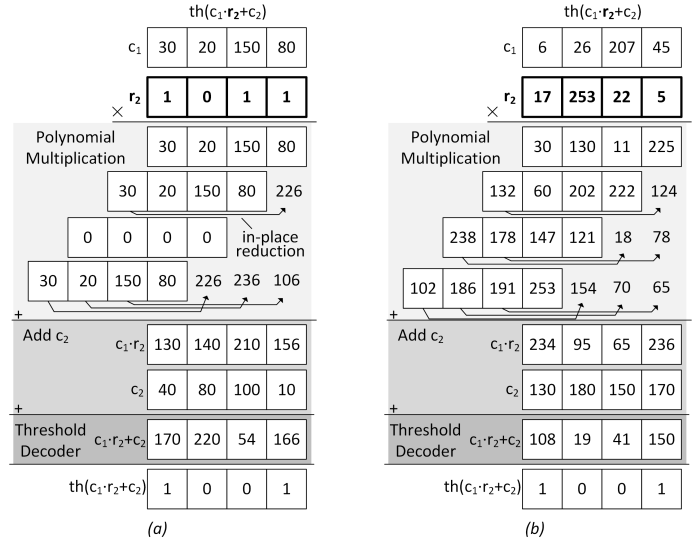 th(c₁·r₂+c₂)
c₁ 30 20 150 80
r₂ 1 0 1 1
×
Polynomial Multiplication
30 20 150 80
30 20 150 80 226
0 0 0 0
in-place reduction
30 20 150 80 226 236 106
+
Add c₂
c₁·r₂ 130 140 210 156
c₂ 40 80 100 10
+
Threshold Decoder
c₁·r₂+c₂ 170 220 54 166
th(c₁·r₂+c₂) 1 0 0 1
(a)
th(c₁·r₂+c₂)
c₁ 6 26 207 45
r₂ 17 253 22 5
×
Polynomial Multiplication
30 130 11 225
132 60 202 222 124
238 178 147 121 18 78
102 186 191 253 154 70 65
+
Add c₂
c₁·r₂ 234 95 65 236
c₂ 130 180 150 170
+
Threshold Decoder
c₁·r₂+c₂ 108 19 41 150
th(c₁·r₂+c₂) 1 0 0 1
(b)